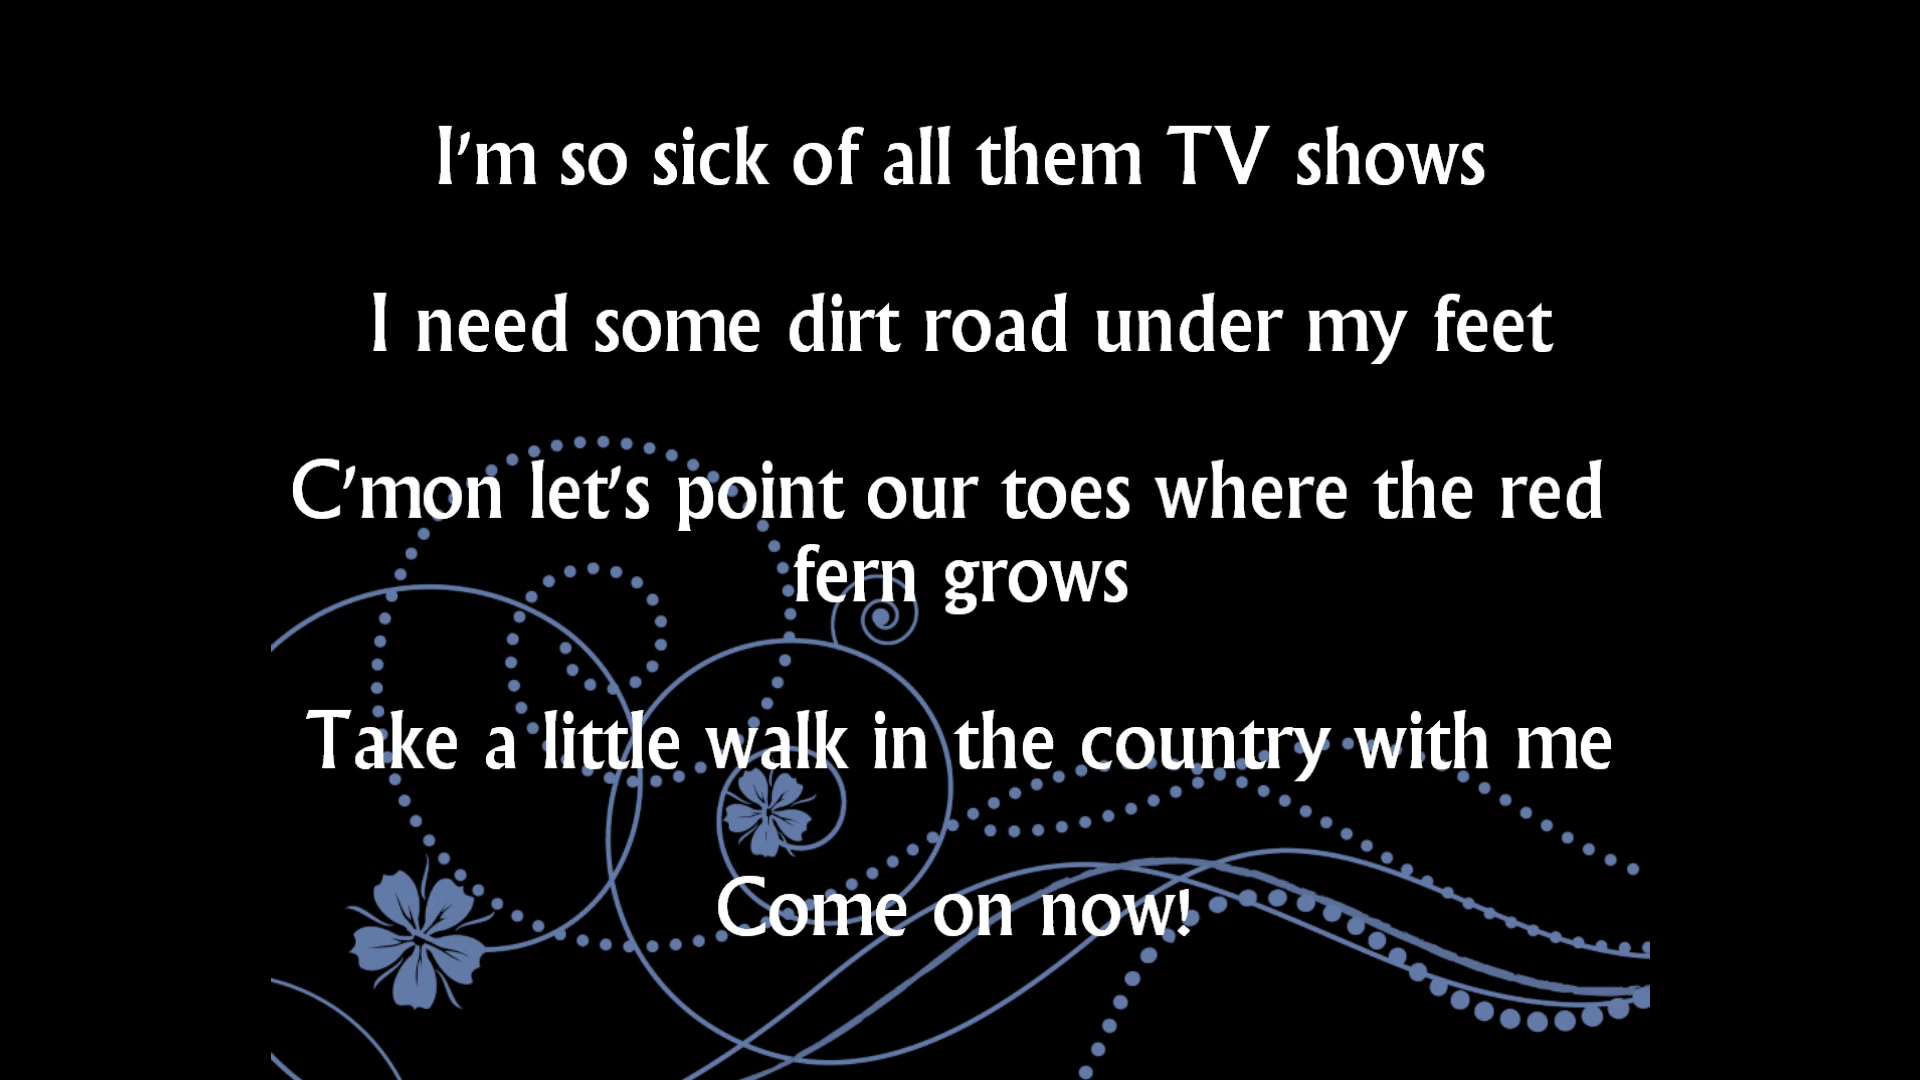 I'm so sick of all them TV shows
I need some dirt road under my feet
C'mon let's point our toes where the red
fern grows
Take a little walk in the country with me
Come on now!